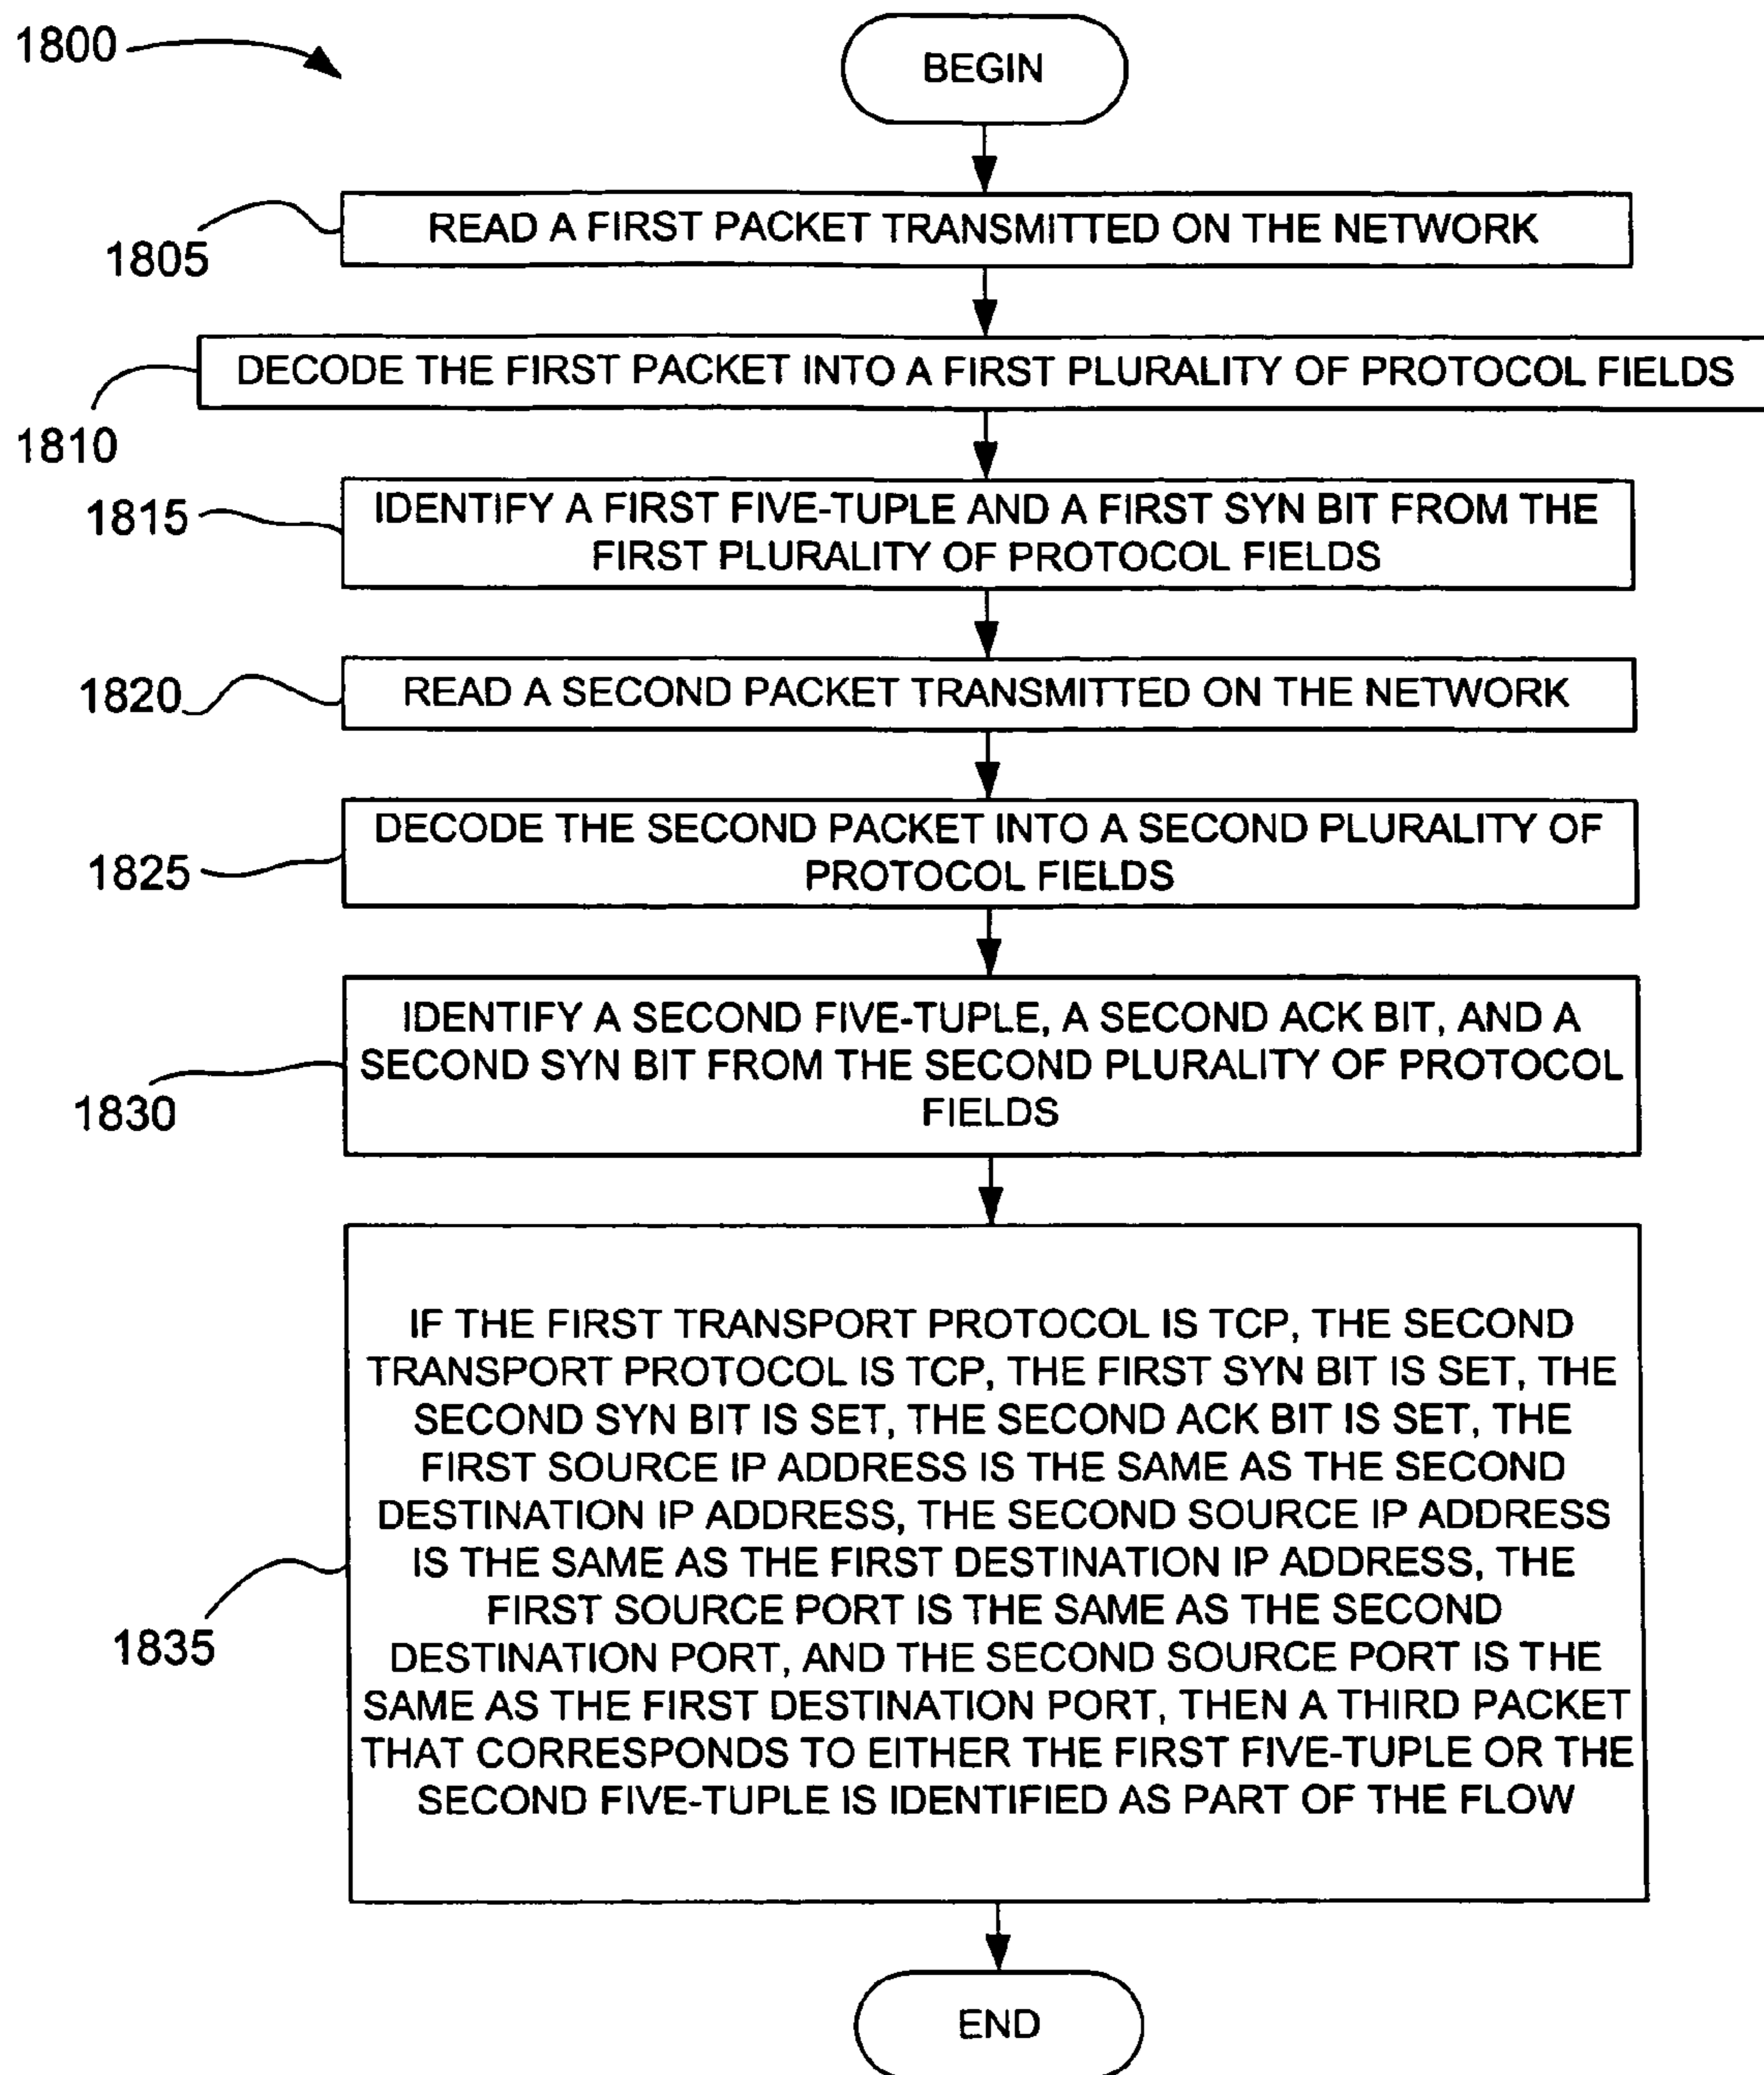 1800
BEGIN
READ A FIRST PACKET TRANSMITTED ON THE NETWORK
1805
DECODE THE FIRST PACKET INTO A FIRST PLURALITY OF PROTOCOL FIELDS
1810
IDENTIFY A FIRST FIVE-TUPLE AND A FIRST SYN BIT FROM THE
FIRST PLURALITY OF PROTOCOL FIELDS
1815
READ A SECOND PACKET TRANSMITTED ON THE NETWORK
1820
DECODE THE SECOND PACKET INTO A SECOND PLURALITY OF
PROTOCOL FIELDS
1825
IDENTIFY A SECOND FIVE-TUPLE, A SECOND ACK BIT, AND A
SECOND SYN BIT FROM THE SECOND PLURALITY OF PROTOCOL
FIELDS
1830
IF THE FIRST TRANSPORT PROTOCOL IS TCP, THE SECOND
TRANSPORT PROTOCOL IS TCP, THE FIRST SYN BIT IS SET, THE
SECOND SYN BIT IS SET, THE SECOND ACK BIT IS SET, THE
FIRST SOURCE IP ADDRESS IS THE SAME AS THE SECOND
DESTINATION IP ADDRESS, THE SECOND SOURCE IP ADDRESS
IS THE SAME AS THE FIRST DESTINATION IP ADDRESS, THE
FIRST SOURCE PORT IS THE SAME AS THE SECOND
DESTINATION PORT, AND THE SECOND SOURCE PORT IS THE
SAME AS THE FIRST DESTINATION PORT, THEN A THIRD PACKET
THAT CORRESPONDS TO EITHER THE FIRST FIVE-TUPLE OR THE
SECOND FIVE-TUPLE IS IDENTIFIED AS PART OF THE FLOW
1835
END